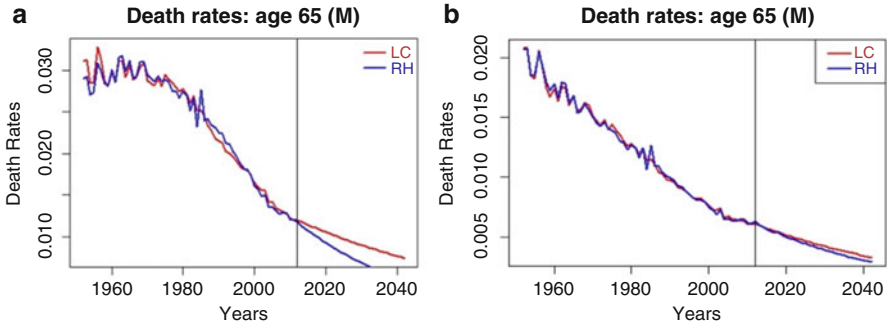 a
Death rates: age 65 (M)
LC
RH
0.030
0.020
0.010
Death Rates
1960
1980
2000
2020
2040
Years
b
Death rates: age 65 (M)
LC
RH
0.020
0.015
0.010
0.005
Death Rates
1960
1980
2000
2020
2040
Years